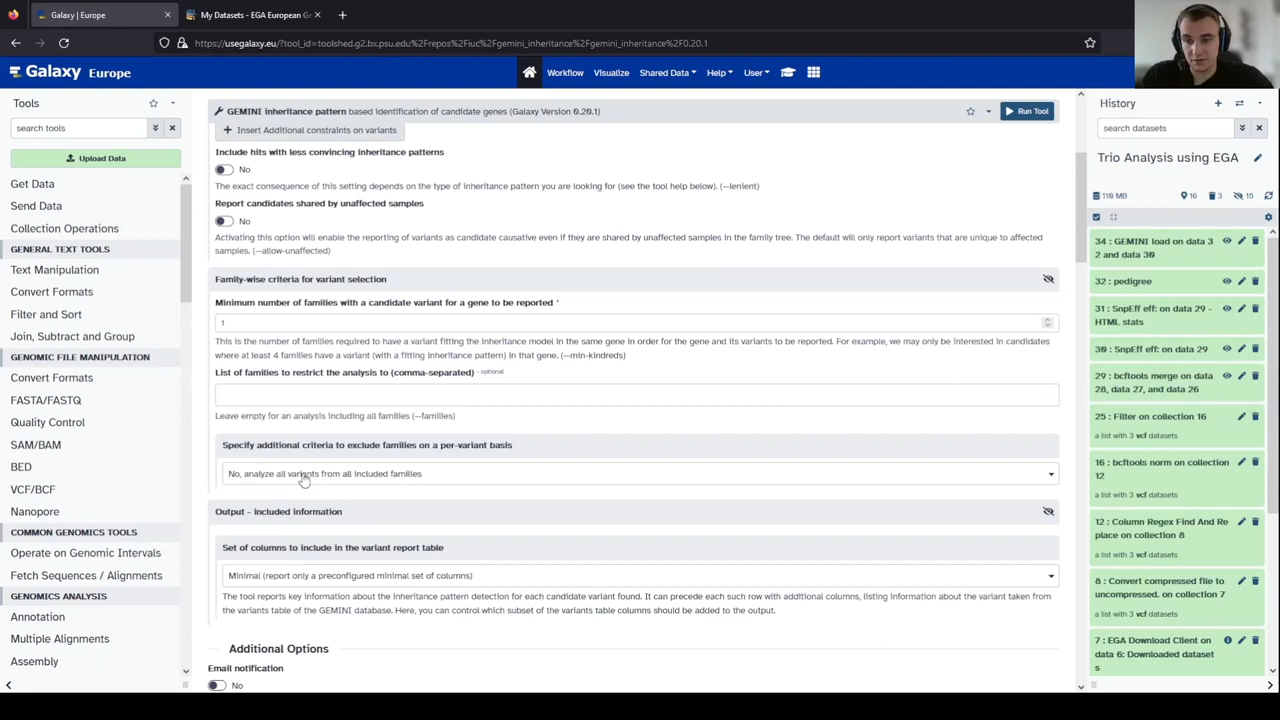 Galaxy | Europe
My Datasets - EGA European Ge
https://usegalaxy.eu/?tool_id=toolshed.g2.bx.psu.edu%2Frepos%2Fiuc%2Fgemini_inheritance%2Fgemini_inheritance%2F0.20.1
Galaxy Europe
Workflow
Visualize
Shared Data
Help
User
Tools
search tools
Upload Data
Get Data
Send Data
Collection Operations
GENERAL TEXT TOOLS
Text Manipulation
Convert Formats
Filter and Sort
Join, Subtract and Group
GENOMIC FILE MANIPULATION
Convert Formats
FASTA/FASTQ
Quality Control
SAM/BAM
BED
VCF/BCF
Nanopore
COMMON GENOMICS TOOLS
Operate on Genomic Intervals
Fetch Sequences / Alignments
GENOMICS ANALYSIS
Annotation
Multiple Alignments
Assembly
GEMINI inheritance pattern based identification of candidate genes (Galaxy Version 0.20.1)
Run Tool
+ Insert Additional constraints on variants
Include hits with less convincing inheritance patterns
No
The exact consequence of this setting depends on the type of inheritance pattern you are looking for (see the tool help below). (--lenient)
Report candidates shared by unaffected samples
No
Activating this option will enable the reporting of variants as candidate causative even if they are shared by unaffected samples in the family tree. The default will only report variants that are unique to affected
samples. (--allow-unaffected)
Family-wise criteria for variant selection
Minimum number of families with a candidate variant for a gene to be reported *
1
This is the number of families required to have a variant fitting the inheritance model in the same gene in order for the gene and its variants to be reported. For example, we may only be interested in candidates
where at least 4 families have a variant (with a fitting inheritance pattern) in that gene. (--min-kindreds)
List of families to restrict the analysis to (comma-separated) - optional
Leave empty for an analysis including all families (--families)
Specify additional criteria to exclude families on a per-variant basis
No, analyze all variants from all included families
Output - included information
Set of columns to include in the variant report table
Minimal (report only a preconfigured minimal set of columns)
The tool reports key information about the inheritance pattern detection for each candidate variant found. It can precede each such row with additional columns, listing information about the variant taken from
the variants table of the GEMINI database. Here, you can control which subset of the variants table columns should be added to the output.
Additional Options
Email notification
No
History
search datasets
Trio Analysis using EGA
119 MB
16
3
15
34 : GEMINI load on data 3
2 and data 30
32 : pedigree
31 : SnpEff eff: on data 29 -
HTML stats
30 : SnpEff eff: on data 29
29 : bcftools merge on data
28, data 27, and data 26
25 : Filter on collection 16
a list with 3 vcf datasets
16 : bcftools norm on collection
12
a list with 3 vcf datasets
12 : Column Regex Find And Re
place on collection 8
a list with 3 vcf datasets
8 : Convert compressed file to
uncompressed. on collection 7
a list with 3 vcf datasets
7 : EGA Download Client on
data 6: Downloaded dataset
s